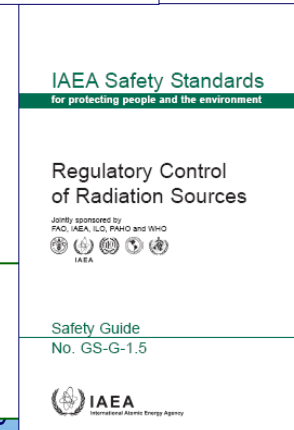 IAEA Safety Standards
for protecting people and the environment
Regulatory Control
of Radiation Sources
Jointly sponsored by
FAO, IAEA, ILO, PAHO and WHO
IAEA
Safety Guide
No. GS-G-1.5
IAEA
International Atomic Energy Agency